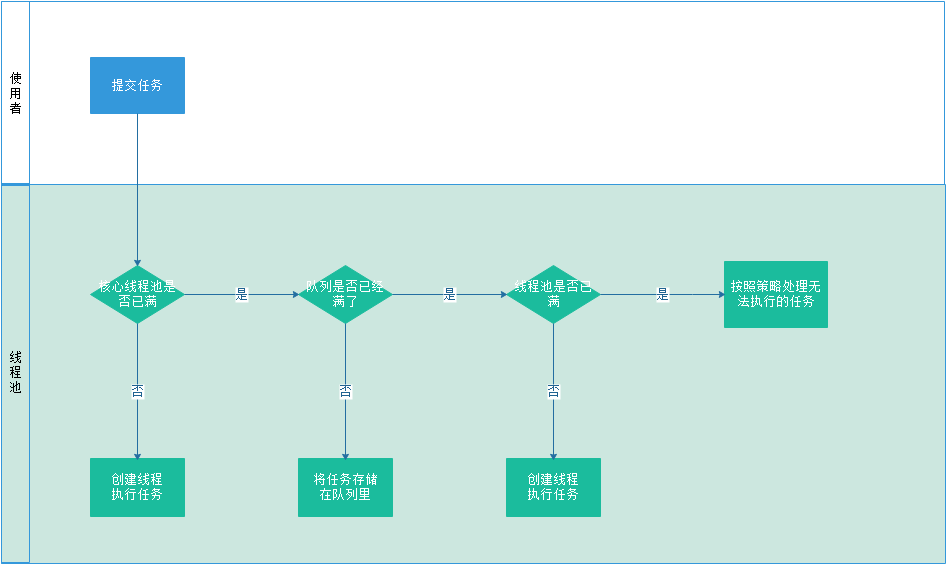 使用者
提交任务
线程池
核心线程池是
否已满
是
队列是否已经
满了
是
线程池是否已
满
是
按照策略处理无
法执行的任务
否
否
否
创建线程
执行任务
将任务存储
在队列里
创建线程
执行任务